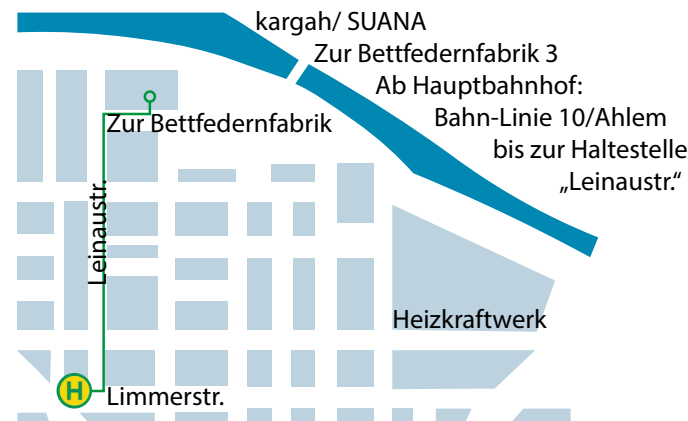 kargah/ SUANA
Zur Bettfedernfabrik 3
Ab Hauptbahnhof:
Bahn-Linie 10/Ahlem
bis zur Haltestelle
„Leinaustr.“
Zur Bettfedernfabrik
Leinaustr.
Heizkraftwerk
H
Limmerstr.